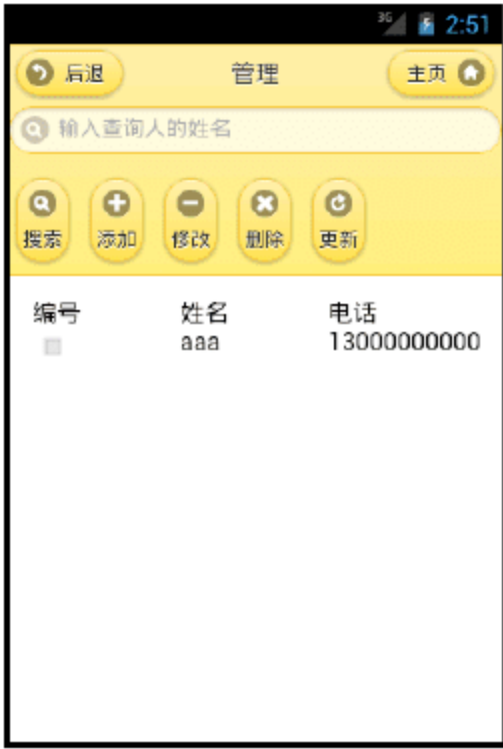 3G 2:51
后退 管理 主页
输入查询人的姓名
搜索 添加 修改 删除 更新
编号 姓名 电话
aaa 13000000000